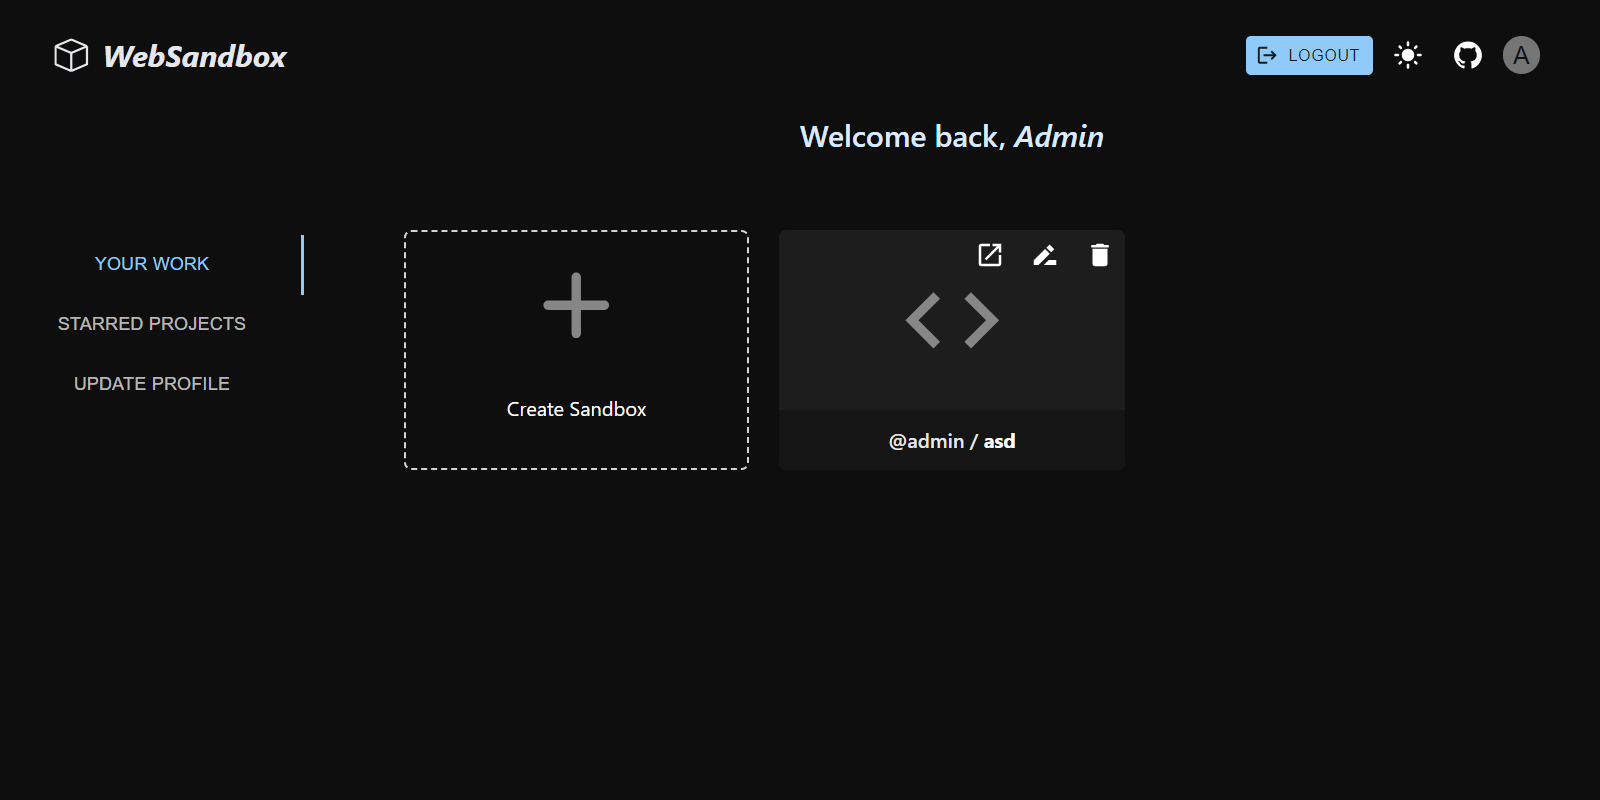 WebSandbox
LOGOUT
A
Welcome back, Admin
YOUR WORK
STARRED PROJECTS
UPDATE PROFILE
Create Sandbox
@admin / asd